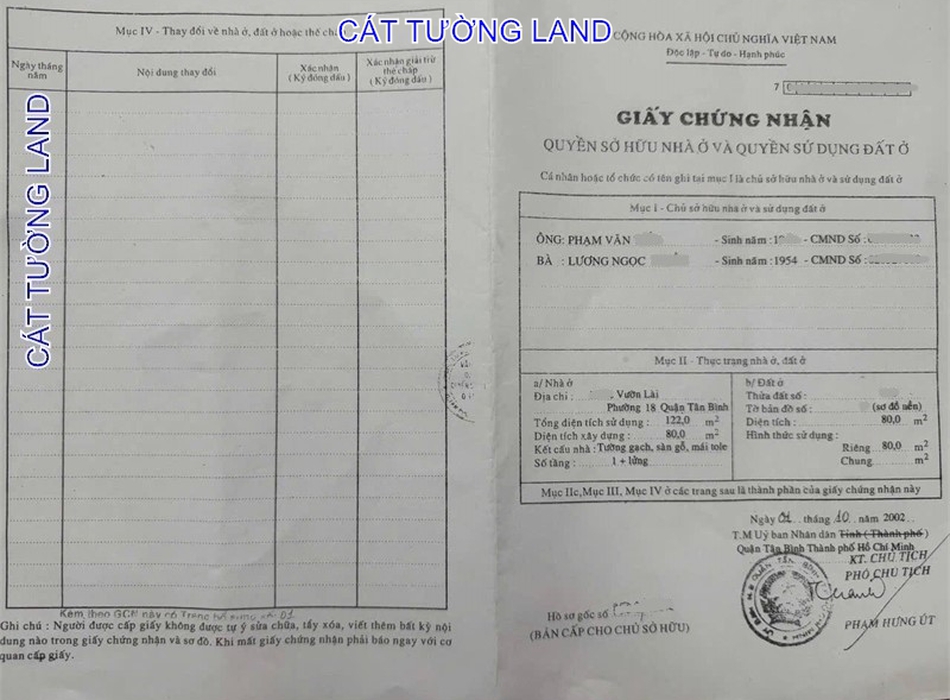 CÁT TƯỜNG LAND
CÁT TƯỜNG LAND
Mục IV - Thay đổi về nhà ở, đất ở hoặc thế chấ
Ngày tháng năm
Nội dung thay đổi
Xác nhận
( Ký đóng dấu )
Xác nhận giải trừ thế chấp
( Ký đóng dấu )
Kèm theo GCN này có Trang bổ sung số 01
Ghi chú : Người được cấp giấy không được tự ý sửa chữa, tẩy xóa, viết thêm bất kỳ nội
dung nào trong giấy chứng nhận và sơ đồ. Khi mất giấy chứng nhận phải báo ngay với cơ
quan cấp giấy.
CỘNG HÒA XÃ HỘI CHỦ NGHĨA VIỆT NAM
Độc lập - Tự do - Hạnh phúc
7
GIẤY CHỨNG NHẬN
QUYỀN SỞ HỮU NHÀ Ở VÀ QUYỀN SỬ DỤNG ĐẤT Ở
Cá nhân hoặc tổ chức có tên ghi tại mục I là chủ sở hữu nhà ở và sử dụng đất ở
Mục I - Chủ sở hữu nhà ở và sử dụng đất ở
ÔNG: PHẠM VĂN - Sinh năm : - CMND Số :
BÀ : LƯƠNG NGỌC - Sinh năm : 1954 - CMND Số :
Mục II - Thực trạng nhà ở, đất ở
a/ Nhà ở
Địa chỉ : , Vườn Lài
Phường 18 Quận Tân Bình
Tổng diện tích sử dụng : 122,0 m2
Diện tích xây dựng : 80,0 m2
Kết cấu nhà : Tường gạch, sàn gỗ, mái tole
Số tầng : 1 + lửng
b/ Đất ở
Thửa đất số :
Tờ bản đồ số : (sơ đồ nền)
Diện tích : 80,0 m2
Hình thức sử dụng :
Riêng 80,0 m2
Chung m2
Mục IIc, Mục III, Mục IV ở các trang sau là thành phần của giấy chứng nhận này
Ngày 01 tháng 10 năm 2002
T.M Uỷ ban Nhân dân Tỉnh ( Thành phố )
Quận Tân Bình Thành phố Hồ Chí Minh
KT. CHỦ TỊCH
PHÓ CHỦ TỊCH
PHẠM HƯNG ÚT
Hồ sơ gốc số
(BẢN CẤP CHO CHỦ SỞ HỮU)